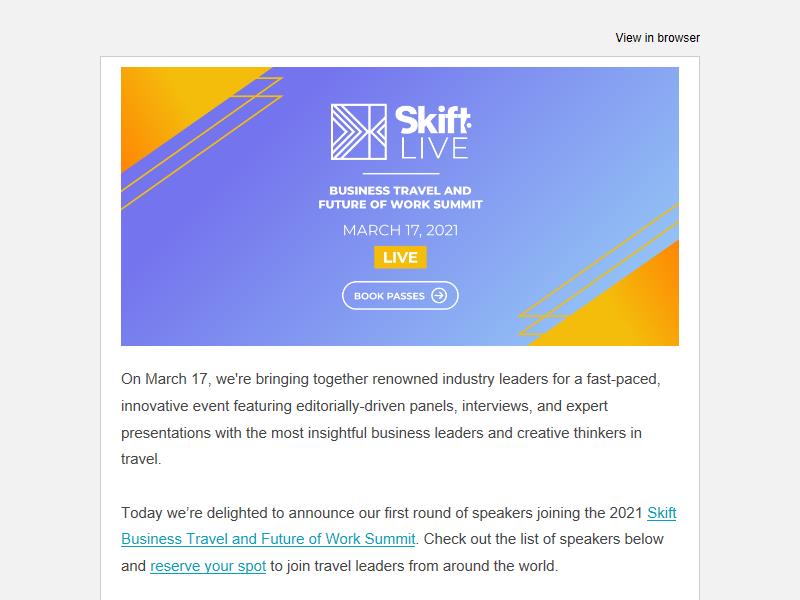 View in browser
Skift:
LIVE
BUSINESS TRAVEL AND
FUTURE OF WORK SUMMIT
MARCH 17, 2021
LIVE
BOOK PASSES
On March 17, we're bringing together renowned industry leaders for a fast-paced,
innovative event featuring editorially-driven panels, interviews, and expert
presentations with the most insightful business leaders and creative thinkers in
travel.
Today we’re delighted to announce our first round of speakers joining the 2021 Skift
Business Travel and Future of Work Summit. Check out the list of speakers below
and reserve your spot to join travel leaders from around the world.